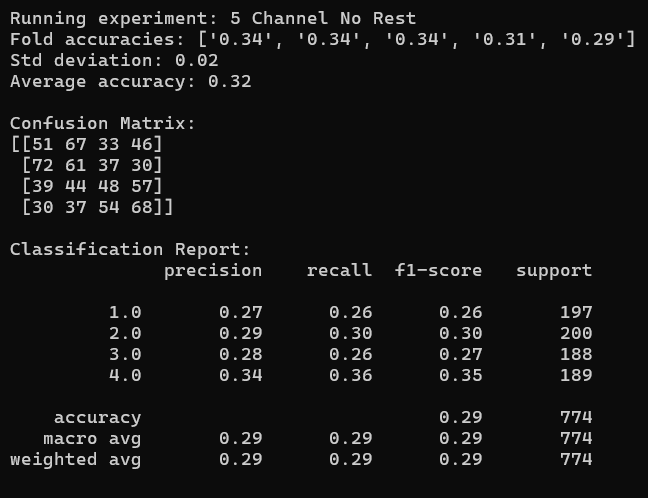 Running experiment: 5 Channel No Rest
Fold accuracies: ['0.34', '0.34', '0.34', '0.31', '0.29']
Std deviation: 0.02
Average accuracy: 0.32
Confusion Matrix:
[[51 67 33 46]
[72 61 37 30]
[39 44 48 57]
[30 37 54 68]]
Classification Report:
precision recall f1-score support
1.0 0.27 0.26 0.26 197
2.0 0.29 0.30 0.30 200
3.0 0.28 0.26 0.27 188
4.0 0.34 0.36 0.35 189
accuracy 0.29 774
macro avg 0.29 0.29 0.29 774
weighted avg 0.29 0.29 0.29 774